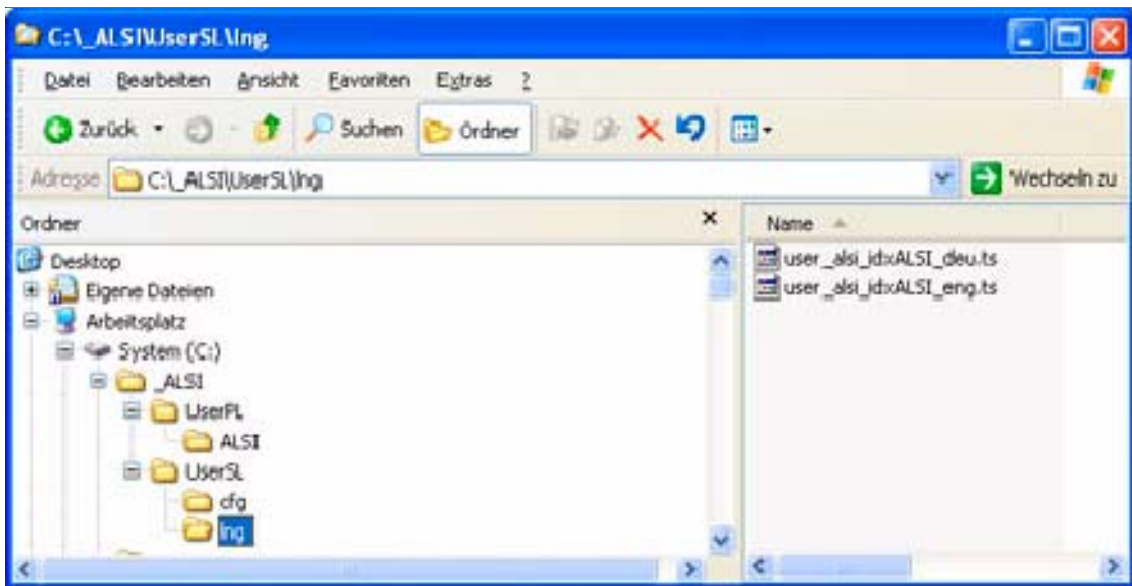 C:\_ALSI\UserSL\lng
Datei Bearbeiten Ansicht Favoriten Extras ?
Zurück Suchen Ordner
Adresse C:\_ALSI\UserSL\lng Wechseln zu
Ordner x Name
Desktop
Eigene Dateien
Arbeitsplatz
System (C:)
_ALSI
UserPL
ALSI
UserSL
cfg
lng
user_alsi_idxALSI_deu.ts
user_alsi_idxALSI_eng.ts